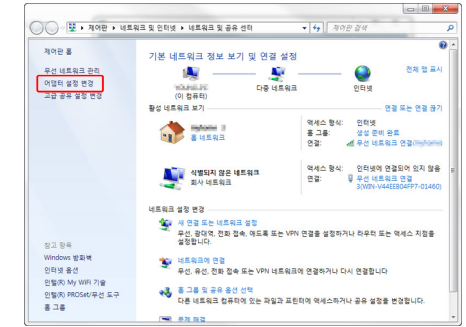 제어판 ▸ 네트워크 및 인터넷 ▸ 네트워크 및 공유 센터
제어판 검색
제어판 홈
무선 네트워크 관리
어댑터 설정 변경
고급 공유 설정 변경
기본 네트워크 정보 보기 및 연결 설정
전체 맵 표시
(이 컴퓨터)
다중 네트워크
인터넷
활성 네트워크 보기
연결 또는 연결 끊기
홈 네트워크
액세스 형식: 인터넷
홈 그룹: 생성 준비 완료
연결: 무선 네트워크 연결
식별되지 않은 네트워크
회사 네트워크
액세스 형식: 인터넷에 연결되어 있지 않음
연결: 무선 네트워크 연결
3(WIN-V44EEB04FP7-01460)
네트워크 설정 변경
새 연결 또는 네트워크 설정
무선, 광대역, 전화 접속, 애드혹 또는 VPN 연결을 설정하거나 라우터 또는 액세스 지점을
설정합니다.
네트워크에 연결
무선, 유선, 전화 접속 또는 VPN 네트워크에 연결하거나 다시 연결합니다
홈 그룹 및 공유 옵션 선택
다른 네트워크 컴퓨터에 있는 파일과 프린터에 액세스하거나 공유 설정을 변경합니다.
문제 해결
참고 항목
Windows 방화벽
인터넷 옵션
인텔(R) My WiFi 기술
인텔(R) PROSet/무선 도구
홈 그룹